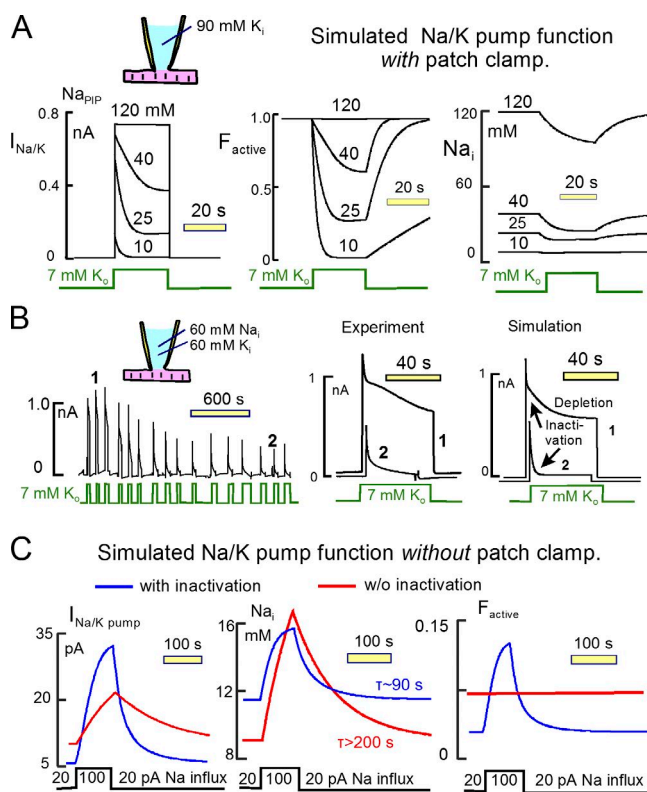 A
90 mM Ki
Simulated Na/K pump function
with patch clamp.
NaPIP
120 mM
0.8
INa/K
nA
0.4
0
40
25
10
20 s
7 mM Ko
1.0
Factive
0.5
0
120
40
25
10
20 s
120
mM
Nai
60
0
120
40
25
10
20 s
7 mM Ko
B
60 mM Nai
60 mM Ki
1.0
nA
0
1
2
600 s
7 mM Ko
Experiment
40 s
1
nA
0
2
1
7 mM Ko
Simulation
40 s
1
nA
0
Depletion
Inacti-
vation
1
2
7 mM Ko
C
Simulated Na/K pump function without patch clamp.
with inactivation
w/o inactivation
INa/K pump
35
pA
20
5
100 s
20 100 20 pA Na influx
Nai
16
mM
12
8
100 s
τ~90 s
τ>200 s
20 100 20 pA Na influx
Factive
0.15
0
100 s
20 100 20 pA Na influx